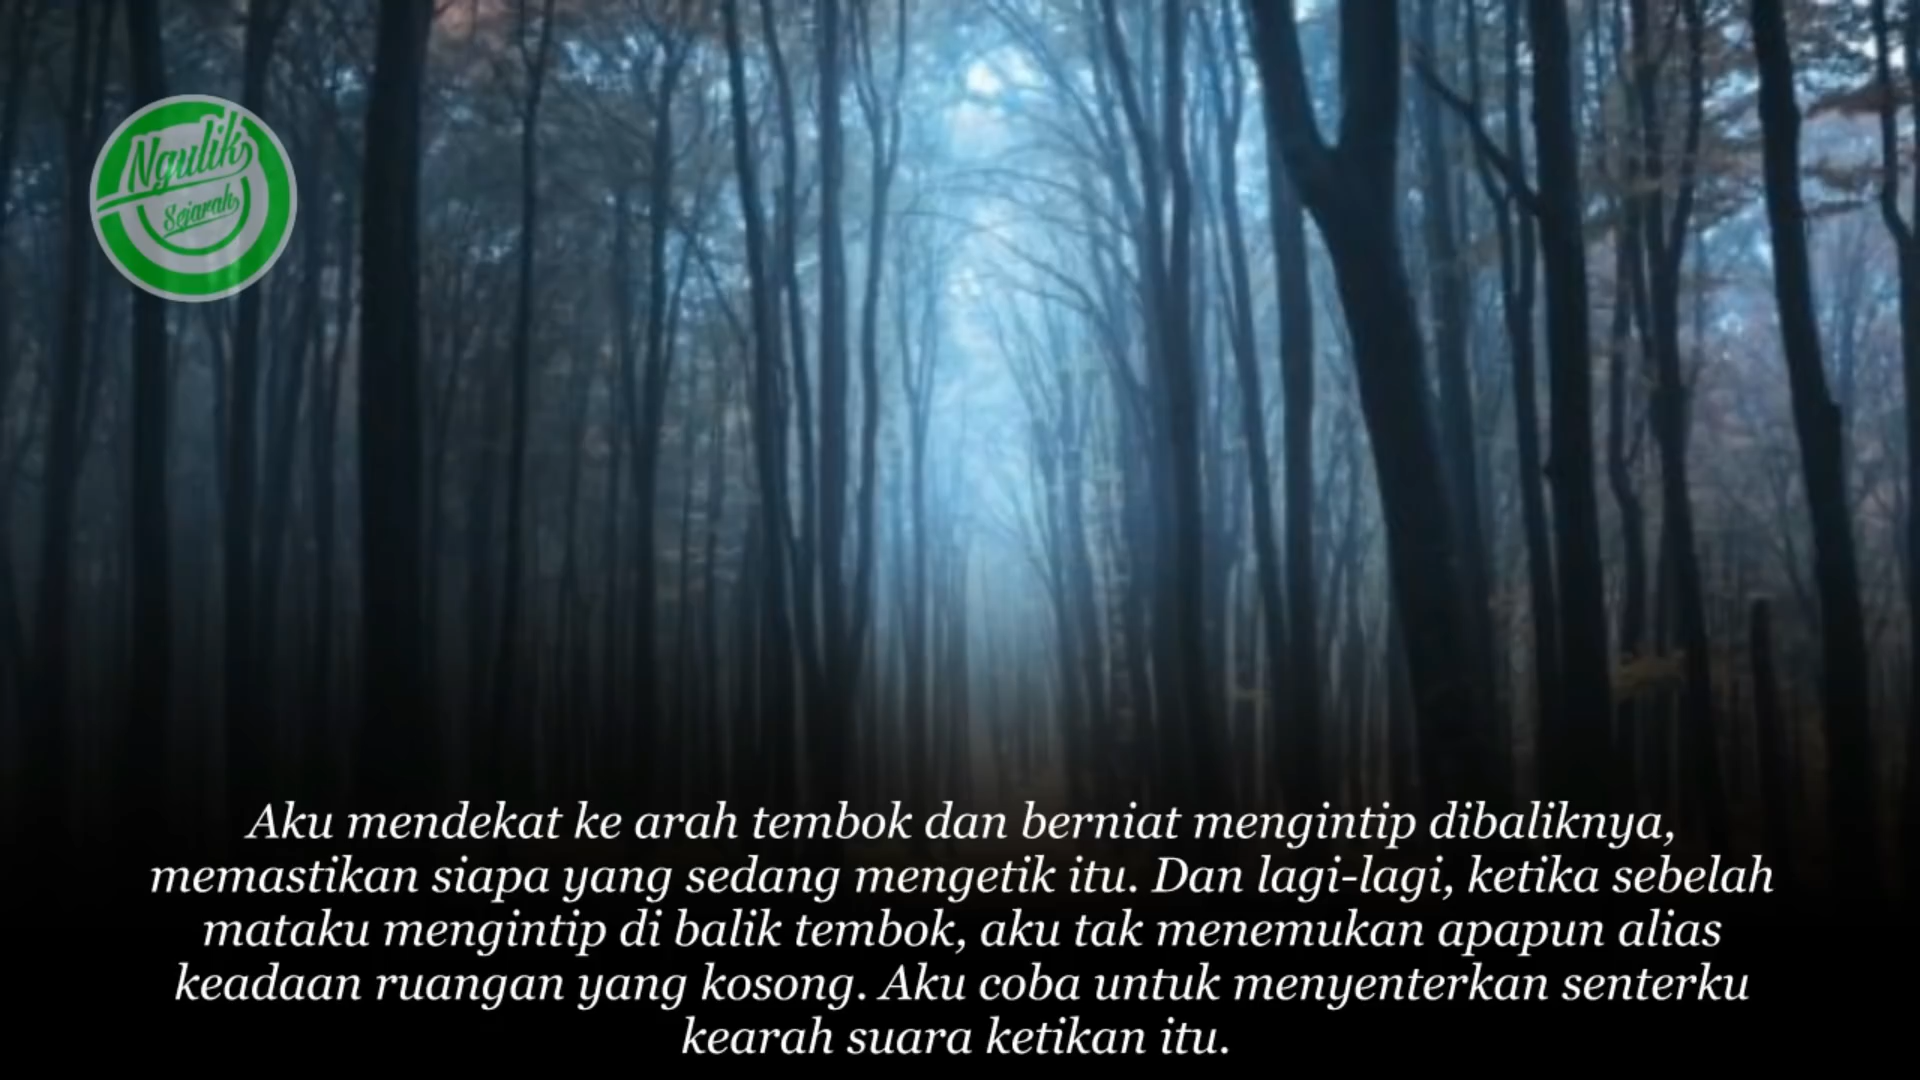 Ngulik
Sejarah
Aku mendekat ke arah tembok dan berniat mengintip dibaliknya,
memastikan siapa yang sedang mengetik itu. Dan lagi-lagi, ketika sebelah
mataku mengintip di balik tembok, aku tak menemukan apapun alias
keadaan ruangan yang kosong. Aku coba untuk menyenterkan senterku
kearah suara ketikan itu.